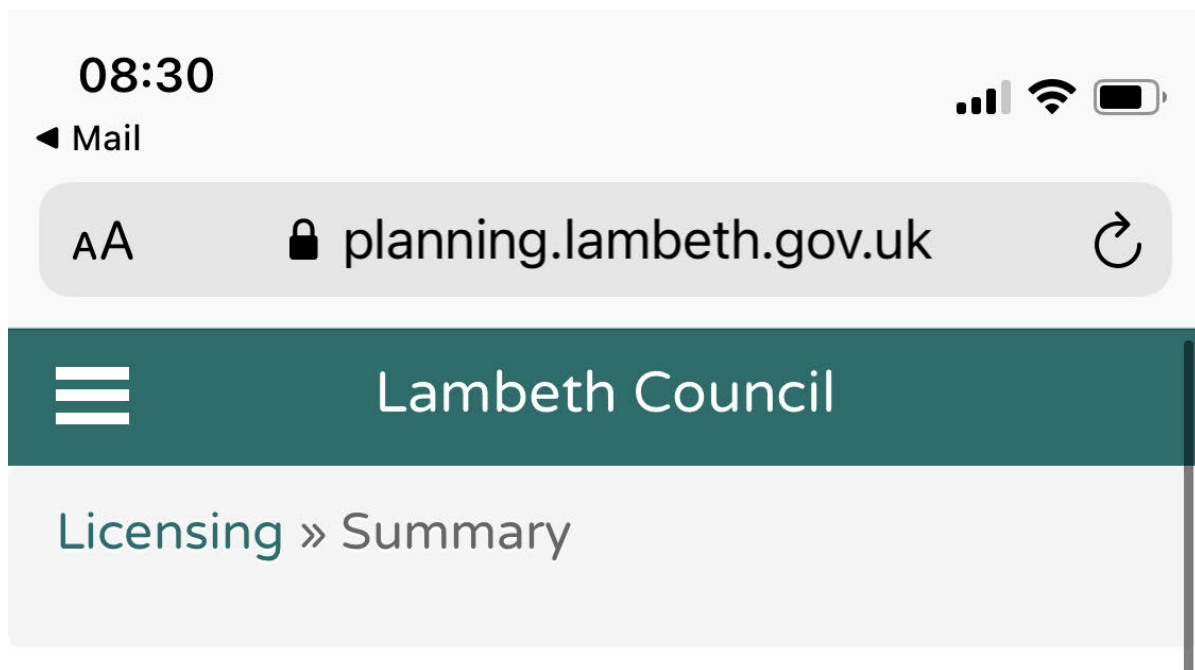 08:30
◀ Mail
AA planning.lambeth.gov.uk
Lambeth Council
Licensing » Summary